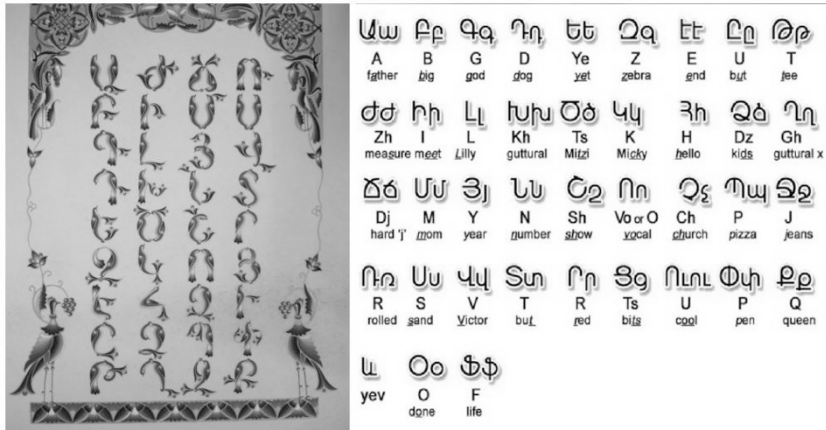 Ա Ժ Ճ Ռ
Բ Ի Մ Ս
Գ Լ Յ Վ
Դ Խ Ն Տ
Ե Ծ Շ Ր
Զ Կ Ո Ց
Է Հ Չ Ւ
Ը Ձ Պ Փ
Թ Ղ Ջ Ք
Աա Բբ Գգ Դդ Եե Զզ Էէ Ըը Թթ
A B G D Ye Z E U T
father big god dog yet zebra end but tee
Ժժ Իի Լլ Խխ Ծծ Կկ Հհ Ձձ Ղղ
Zh I L Kh Ts K H Dz Gh
measure meet Lilly guttural Mitzi Micky hello kids guttural x
Ճճ Մմ Յյ Նն Շշ Ոո Չչ Պպ Ջջ
Dj M Y N Sh Vo or O Ch P J
hard 'j' mom year number show vocal church pizza jeans
Ռռ Սս Վվ Տտ Րր Ցց Ուու Փփ Քք
R S V T R Ts U P Q
rolled sand Victor but red bits cool pen queen
և Օօ Ֆֆ
yev O F
done life